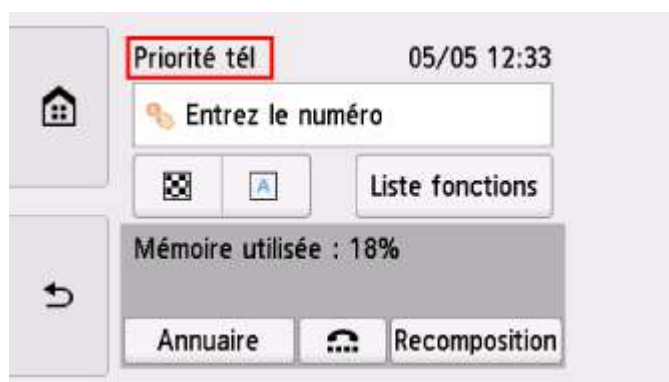 Priorité tél 05/05 12:33
Entrez le numéro
A Liste fonctions
Mémoire utilisée : 18%
Annuaire Recomposition